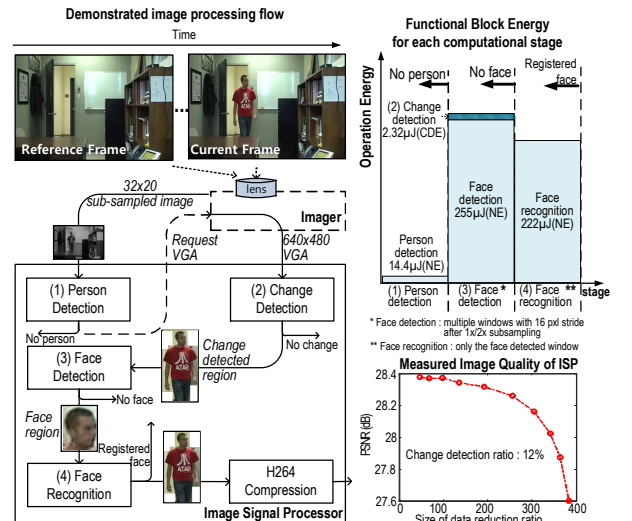 Demonstrated image processing flow
Time
Reference Frame
Current Frame
ATARI
lens
32x20
sub-sampled image
Imager
Request
VGA
640x480
VGA
(1) Person
Detection
(2) Change
Detection
No person
No change
(3) Face
Detection
Change
detected
region
No face
Face
region
Registered
face
(4) Face
Recognition
H264
Compression
Image Signal Processor
Functional Block Energy
for each computational stage
No person
No face
Registered
face
Operation Energy
(2) Change
detection
2.32µJ(CDE)
Person
detection
14.4µJ(NE)
Face
detection
255µJ(NE)
Face
recognition
222µJ(NE)
(1) Person
detection
(3) Face *
detection
(4) Face **
recognition
stage
* Face detection : multiple windows with 16 pxl stride
after 1x/2x subsampling
** Face recognition : only the face detected window
Measured Image Quality of ISP
PSNR (dB)
28.4
28.2
28
27.8
27.6
Change detection ratio : 12%
0 100 200 300 400
Size of data reduction ratio